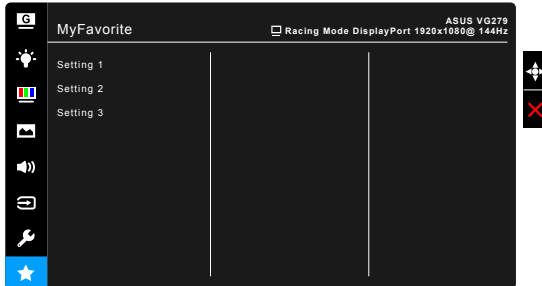 G
MyFavorite
ASUS VG279
Racing Mode DisplayPort 1920x1080@ 144Hz
Setting 1
Setting 2
Setting 3